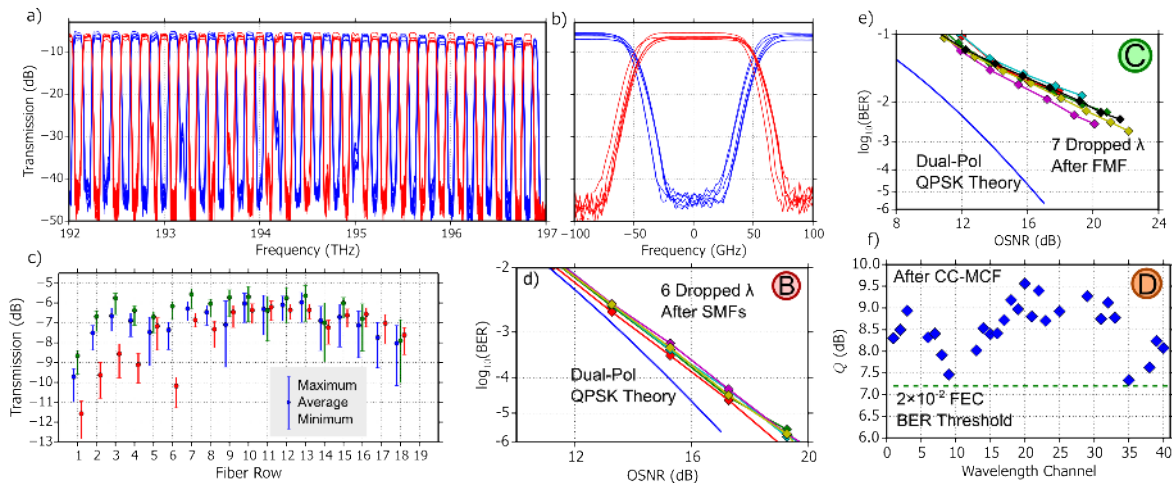 a)
Transmission (dB)
0
−10
−20
−30
−40
−50
192 193 194 195 196 197
Frequency (THz)
b)
−100 −50 0 50 100
Frequency (GHz)
c)
Transmission (dB)
−5
−6
−7
−8
−9
−10
−11
−12
−13
Maximum
Average
Minimum
1 2 3 4 5 6 7 8 9 10 11 12 13 14 15 16 17 18 19
Fiber Row
d)
log10(BER)
-2
-3
-4
-5
-6
B
6 Dropped λ
After SMFs
Dual-Pol
QPSK Theory
12 16 20
OSNR (dB)
e)
log10(BER)
-1
-2
-3
-4
-5
-6
C
7 Dropped λ
After FMF
Dual-Pol
QPSK Theory
8 12 16 20 24
OSNR (dB)
f)
Q (dB)
10.0
9.5
9.0
8.5
8.0
7.5
7.0
6.5
6.0
After CC-MCF
D
2×10⁻² FEC
BER Threshold
0 5 10 15 20 25 30 35 40
Wavelength Channel